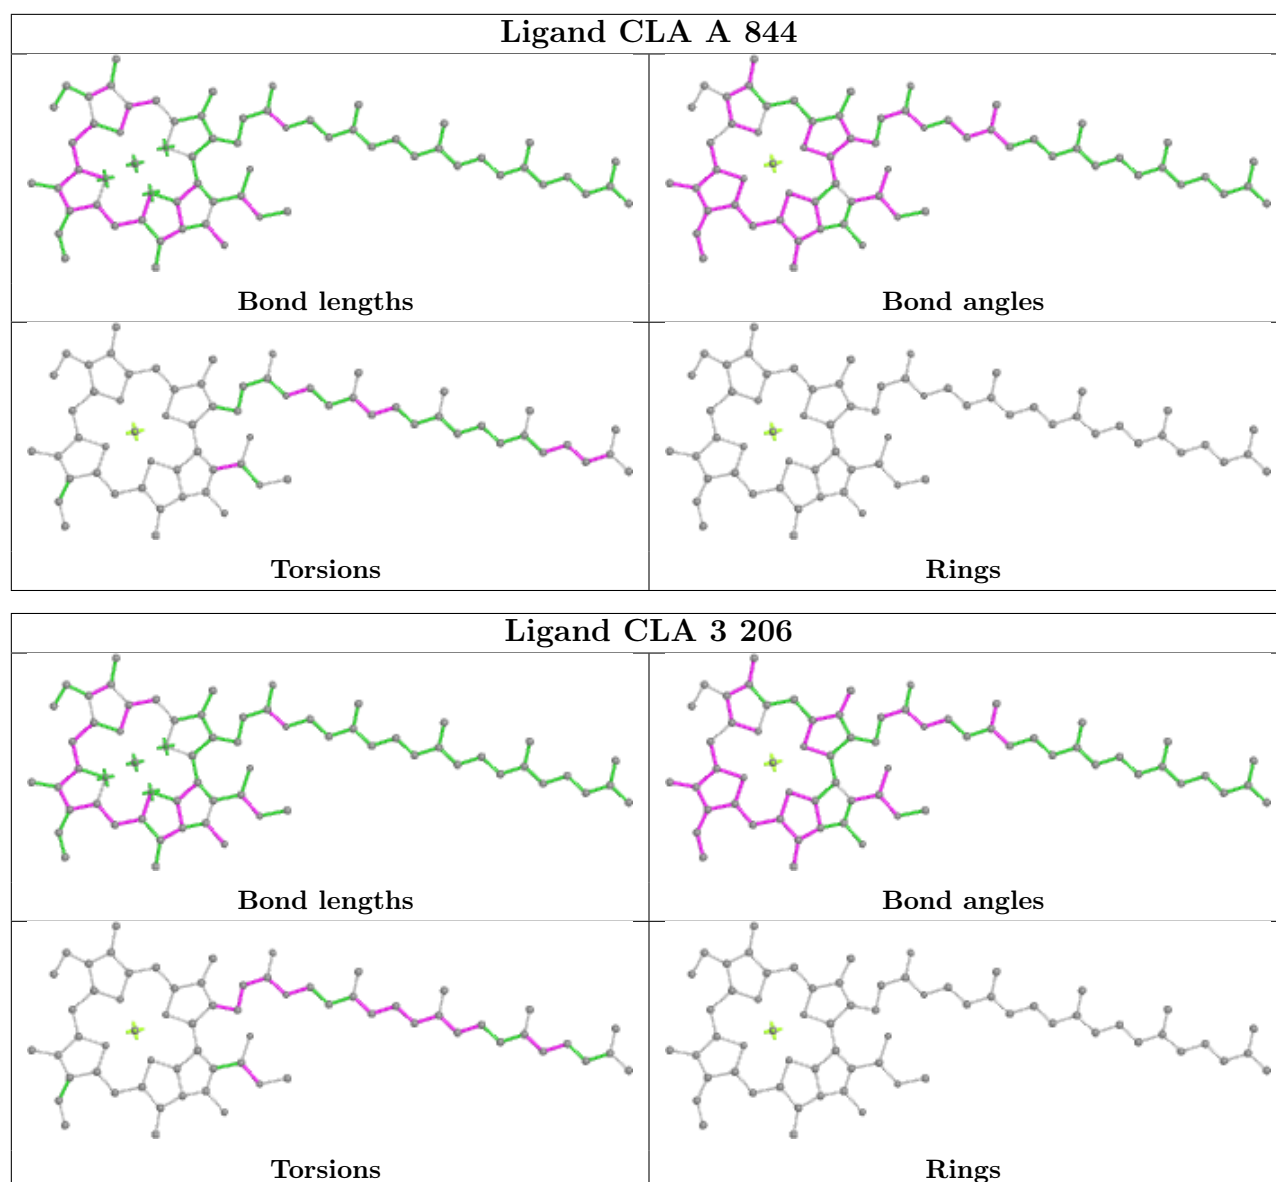 Ligand CLA A 844
Bond lengths
Bond angles
Torsions
Rings
Ligand CLA 3 206
Bond lengths
Bond angles
Torsions
Rings